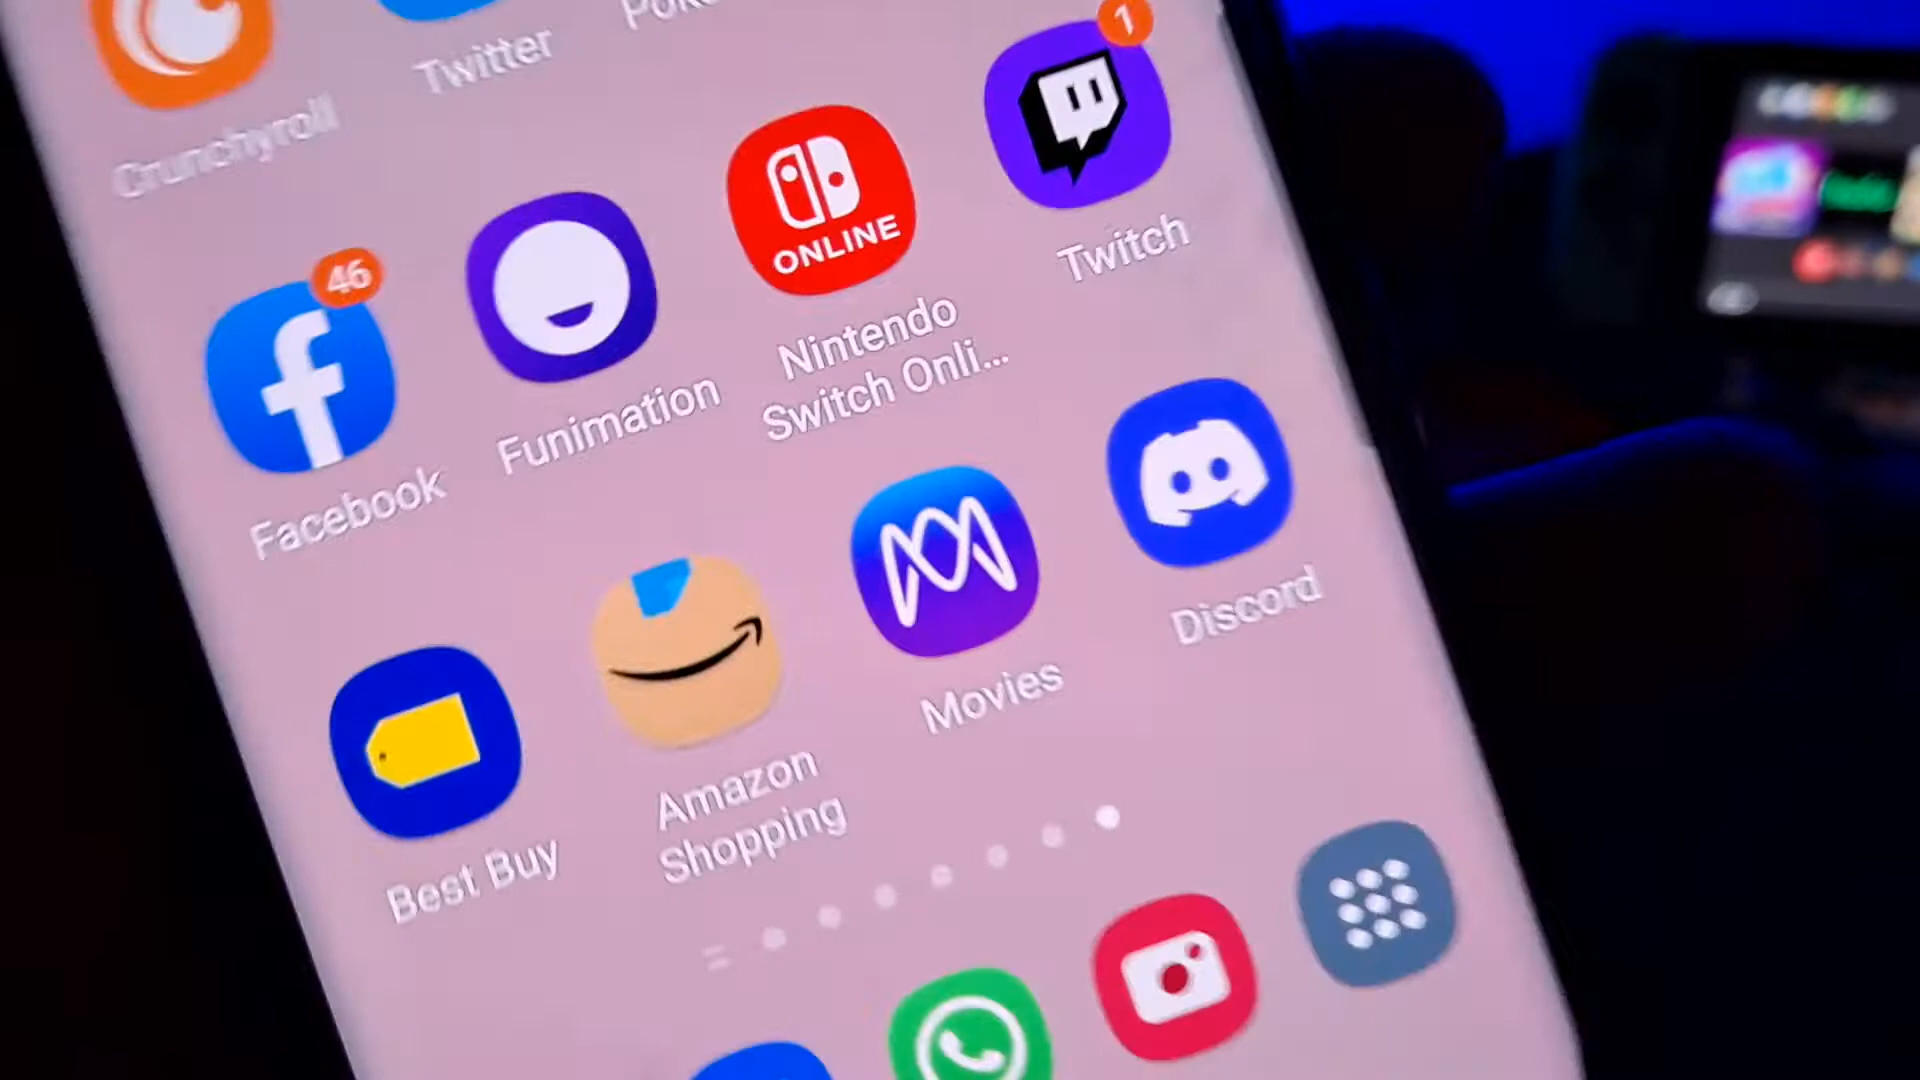 Twitter
Crunchyroll
1
Twitch
ONLINE
Nintendo
Switch Onli...
46
Funimation
Facebook
Discord
Movies
Amazon
Shopping
Best Buy